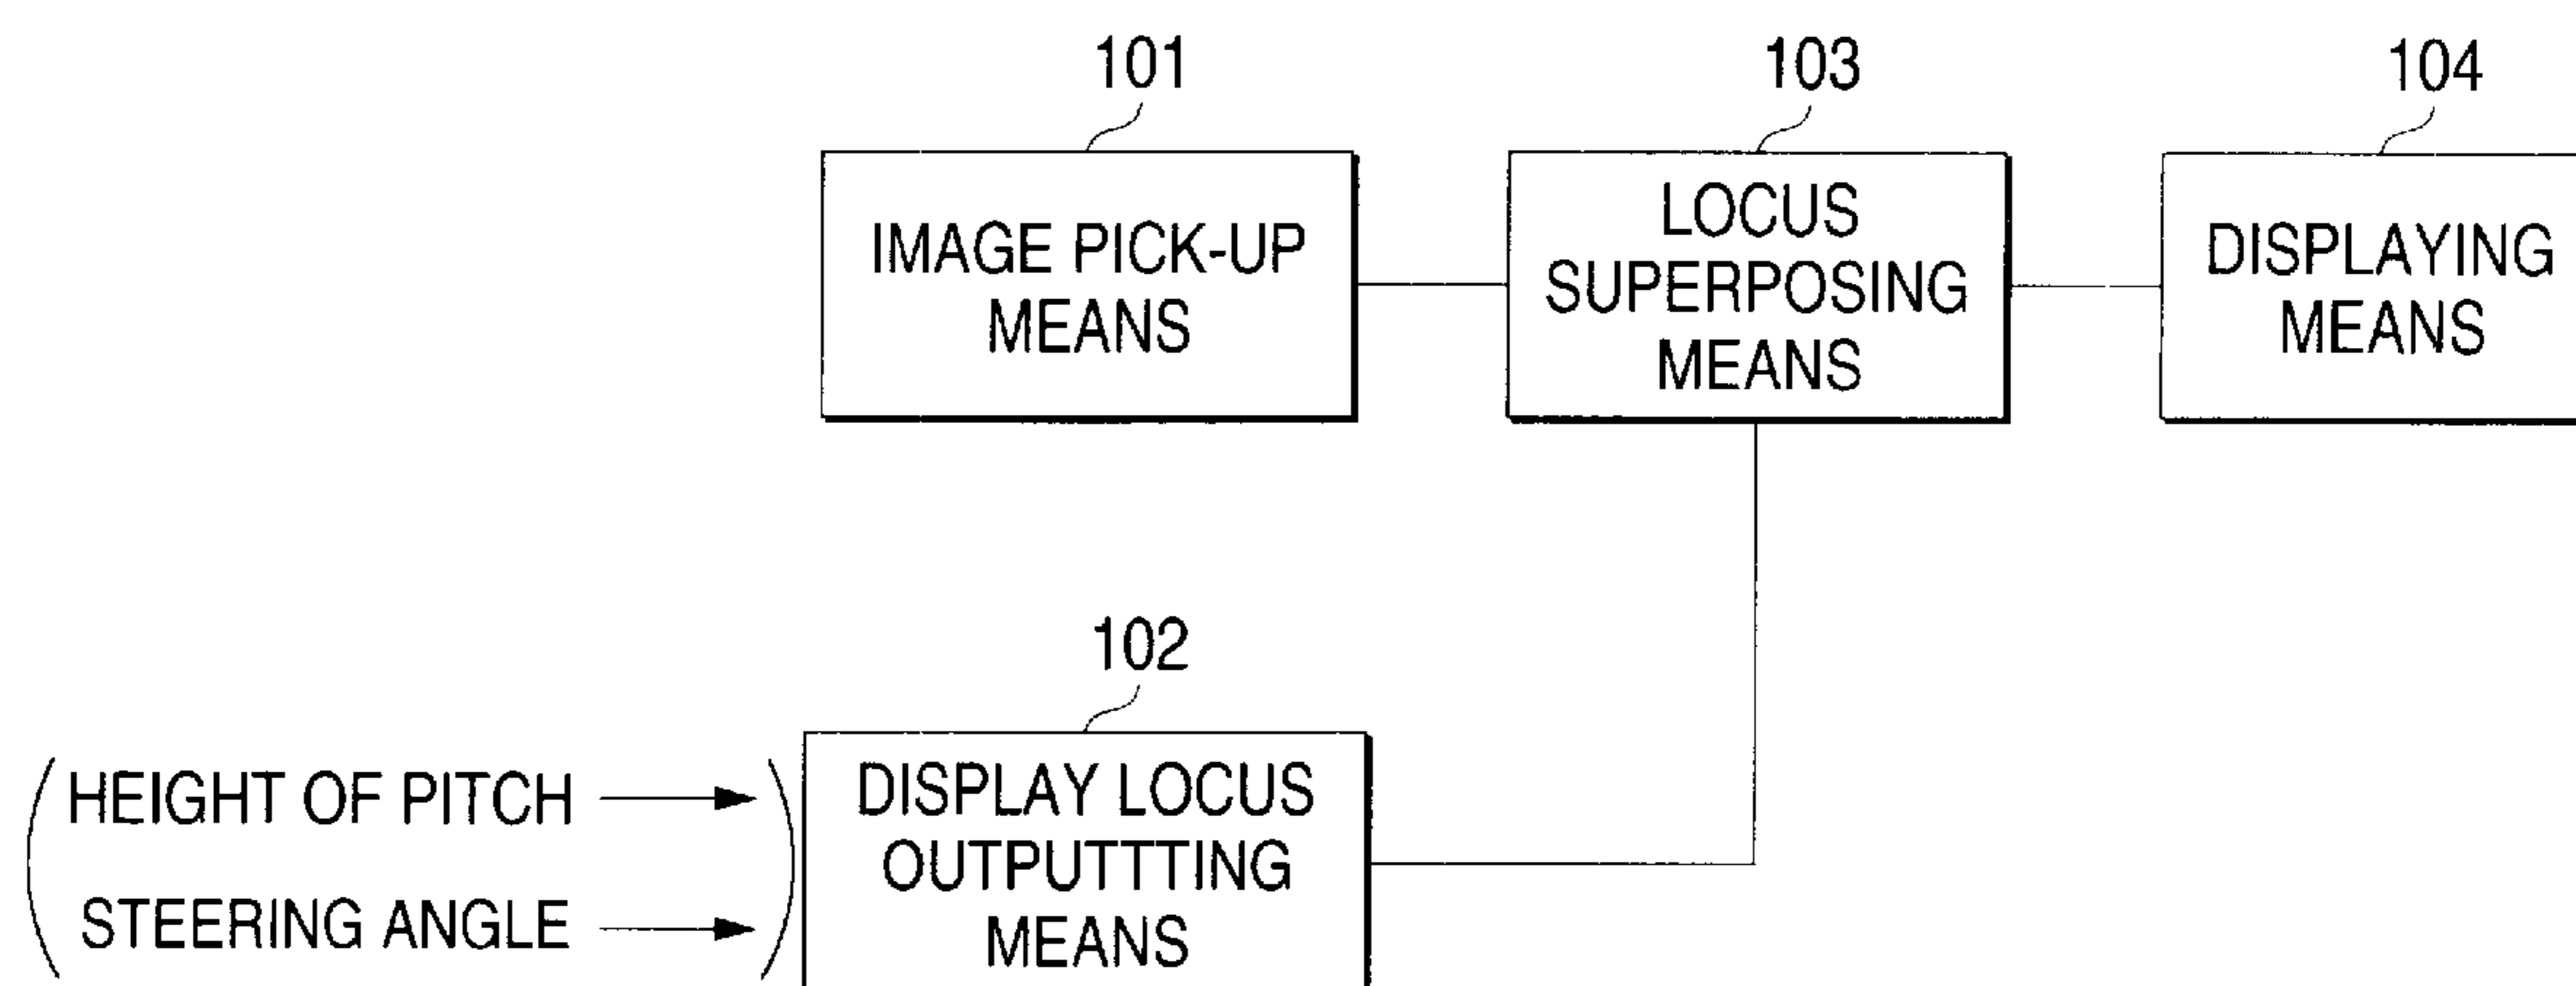 101
103
104
IMAGE PICK-UP
MEANS
LOCUS
SUPERPOSING
MEANS
DISPLAYING
MEANS
102
HEIGHT OF PITCH
STEERING ANGLE
DISPLAY LOCUS
OUTPUTTTING
MEANS